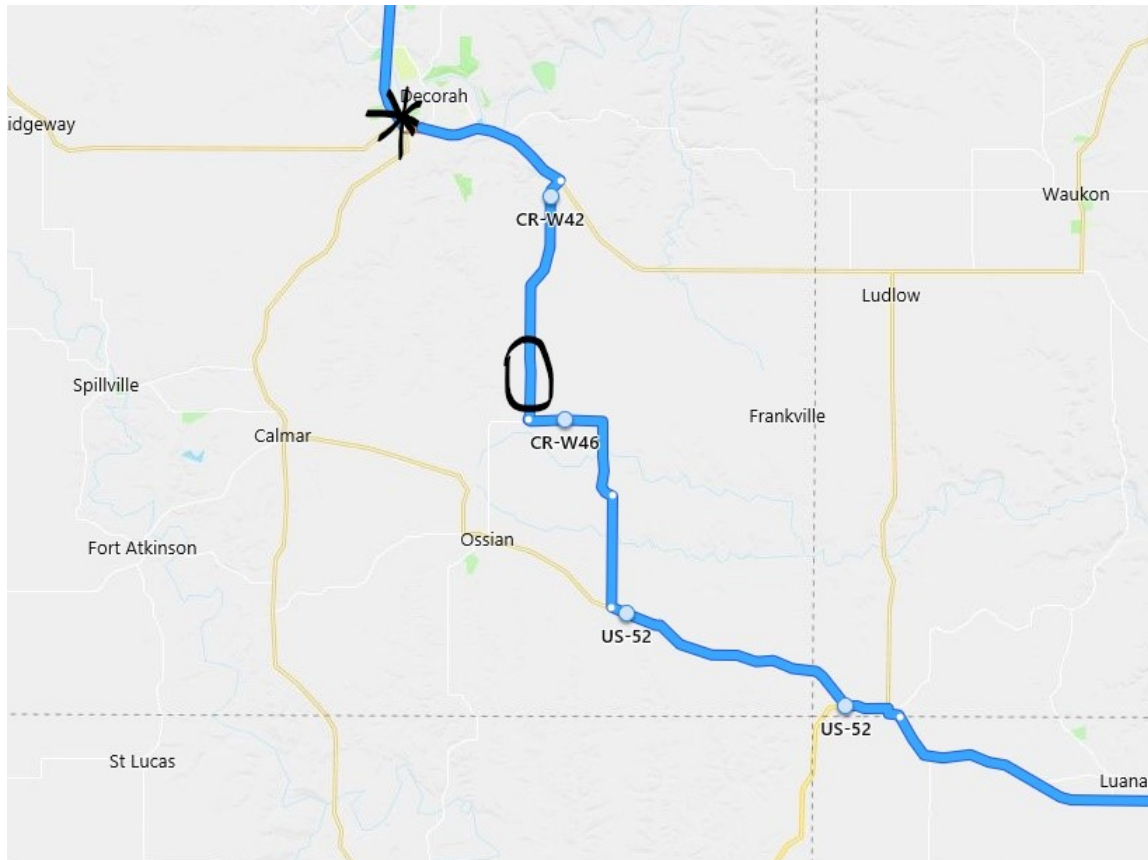 Decorah
idgeway
Waukon
CR-W42
Ludlow
Spillville
Frankville
Calmar
CR-W46
Ossian
Fort Atkinson
US-52
US-52
St Lucas
Luana